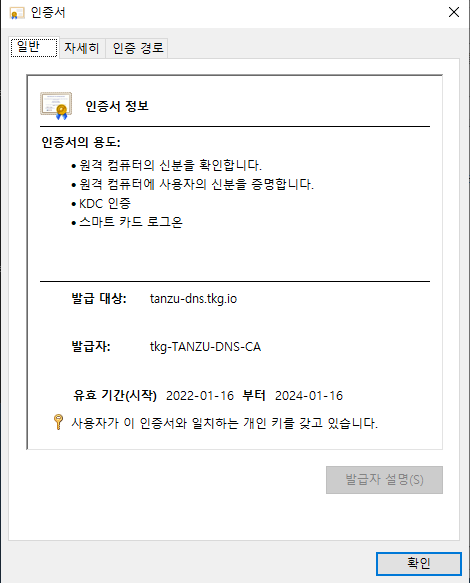 인증서
일반
자세히
인증 경로
인증서 정보
인증서의 용도:
• 원격 컴퓨터의 신분을 확인합니다.
• 원격 컴퓨터에 사용자의 신분을 증명합니다.
• KDC 인증
• 스마트 카드 로그온
발급 대상: tanzu-dns.tkg.io
발급자: tkg-TANZU-DNS-CA
유효 기간(시작) 2022-01-16 부터 2024-01-16
사용자가 이 인증서와 일치하는 개인 키를 갖고 있습니다.
발급자 설명(S)
확인